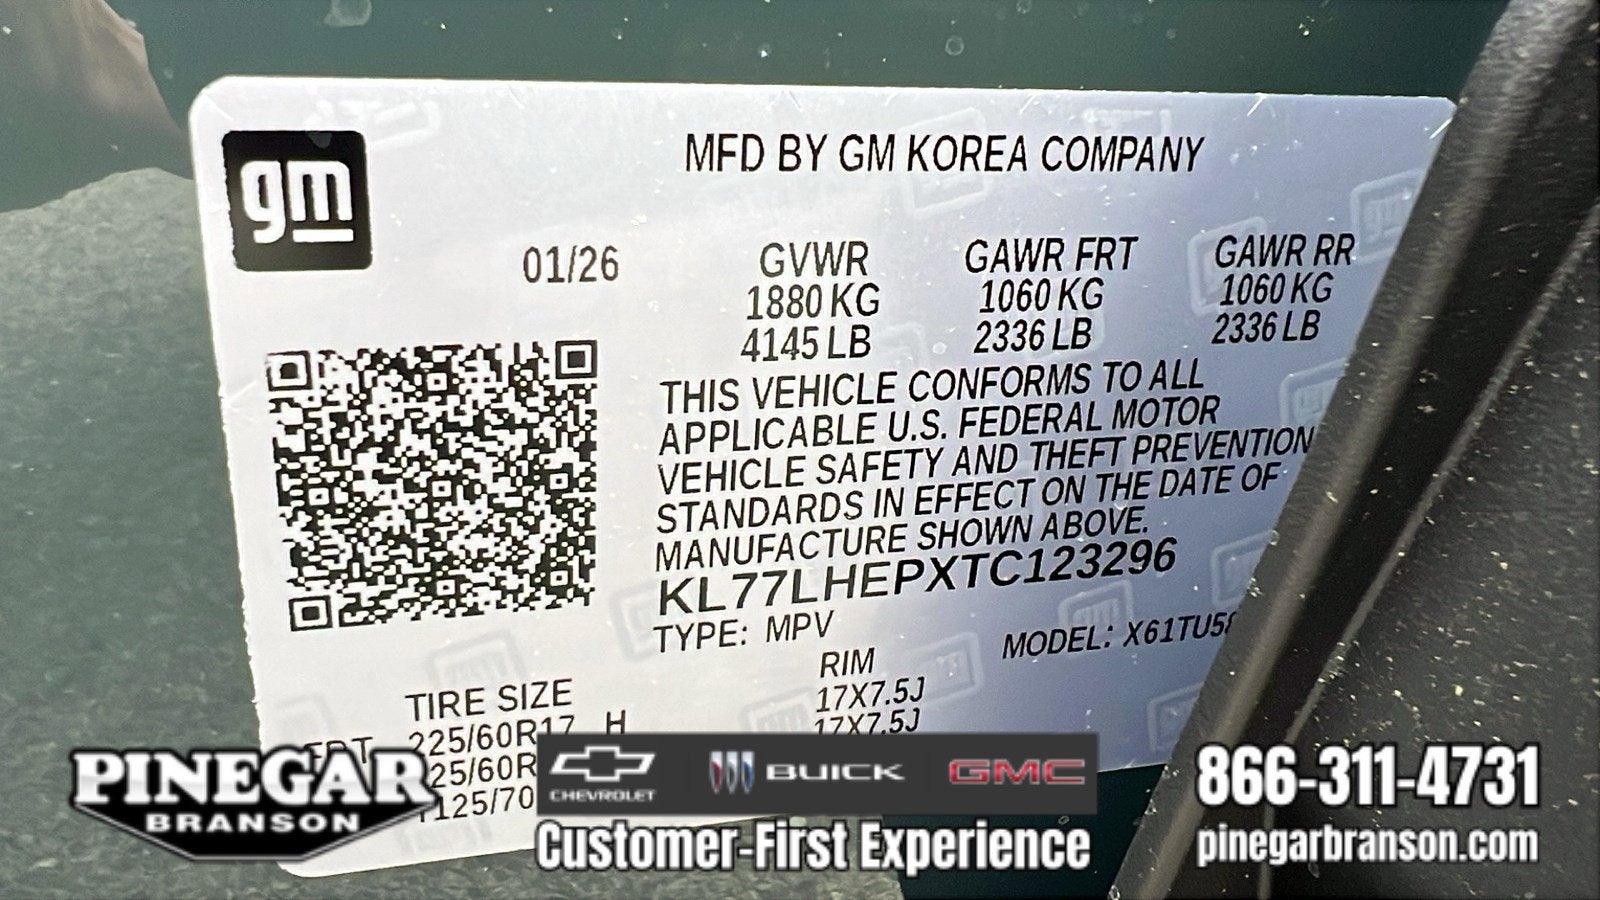 gm
MFD BY GM KOREA COMPANY
01/26
GVWR GAWR FRT GAWR RR
1880 KG 1060 KG 1060 KG
4145 LB 2336 LB 2336 LB
THIS VEHICLE CONFORMS TO ALL
APPLICABLE U.S. FEDERAL MOTOR
VEHICLE SAFETY AND THEFT PREVENTION
STANDARDS IN EFFECT ON THE DATE OF
MANUFACTURE SHOWN ABOVE.
KL77LHEPXTC123296
TYPE: MPV MODEL: X61TU58
TIRE SIZE RIM
225/60R17 H 17X7.5J
17X7.5J
PINEGAR
BRANSON
CHEVROLET BUICK GMC
Customer-First Experience
866-311-4731
pinegarbranson.com